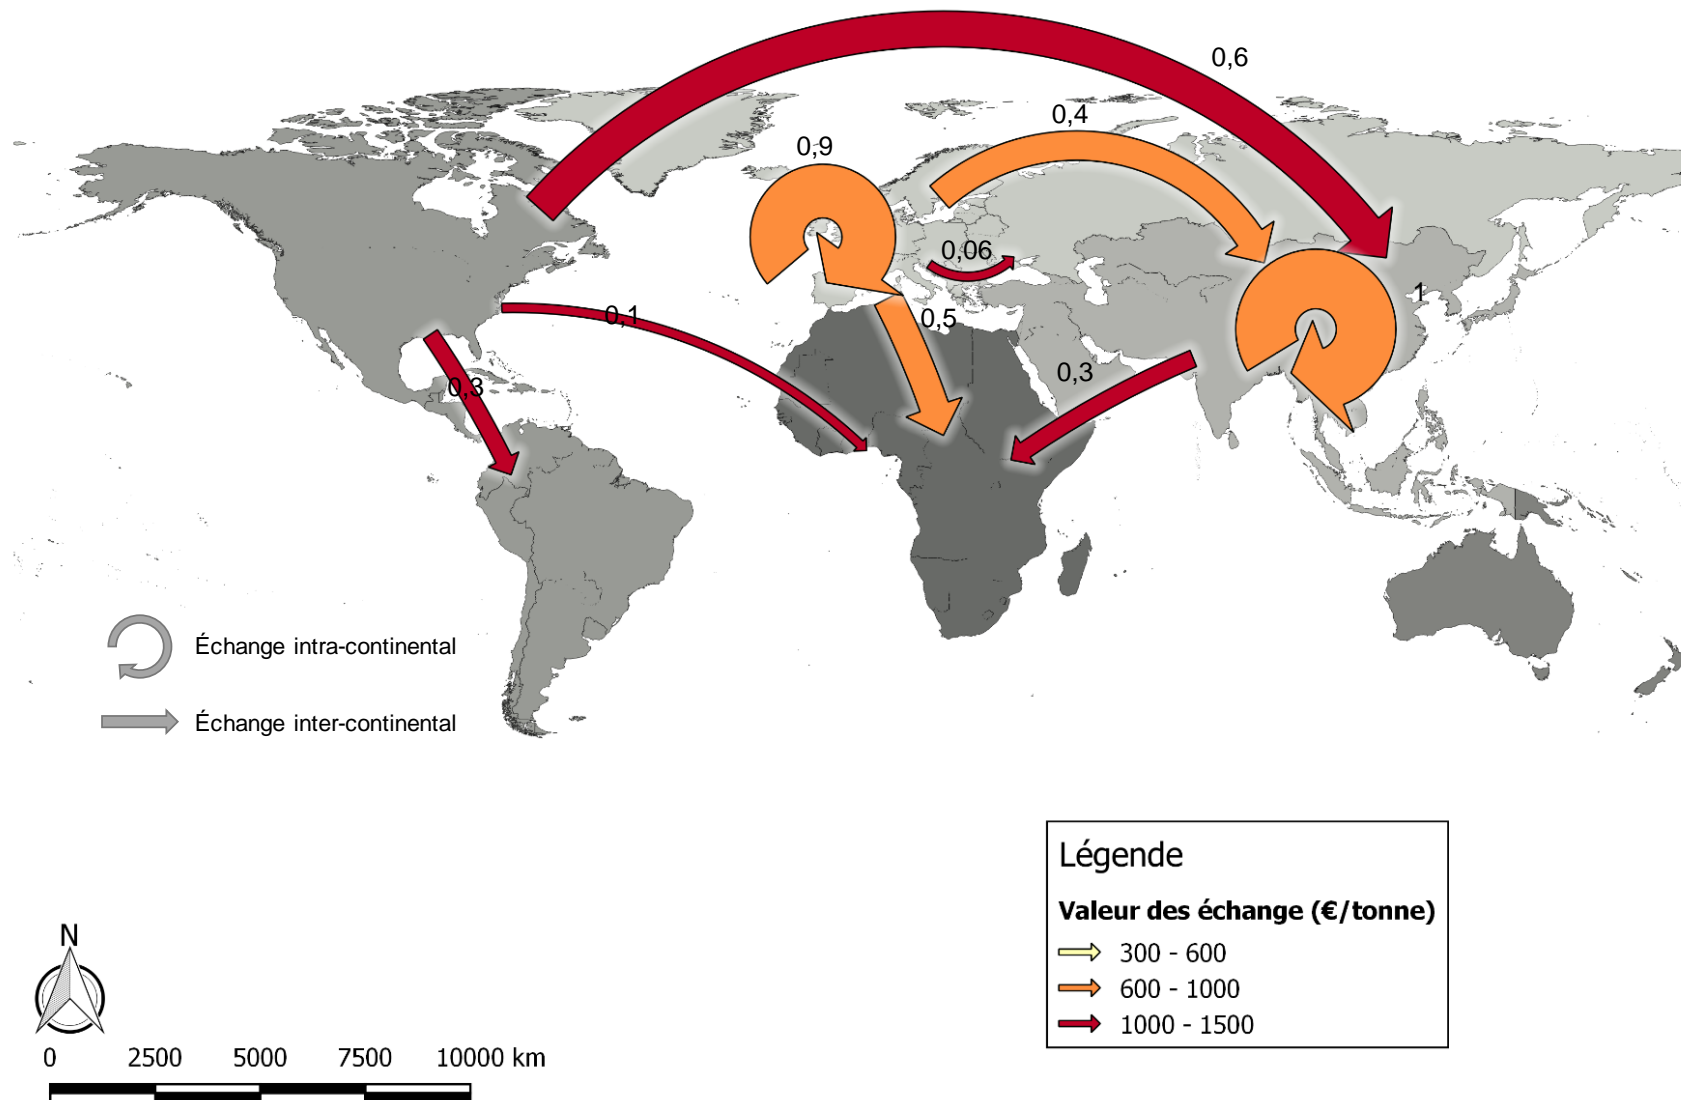 0,6
0,4
0,9
0,06
1
0,1
0,5
0,3
0,3
Échange intra-continental
Échange inter-continental
Légende
Valeur des échange (€/tonne)
300 - 600
600 - 1000
1000 - 1500
N
0 2500 5000 7500 10000 km